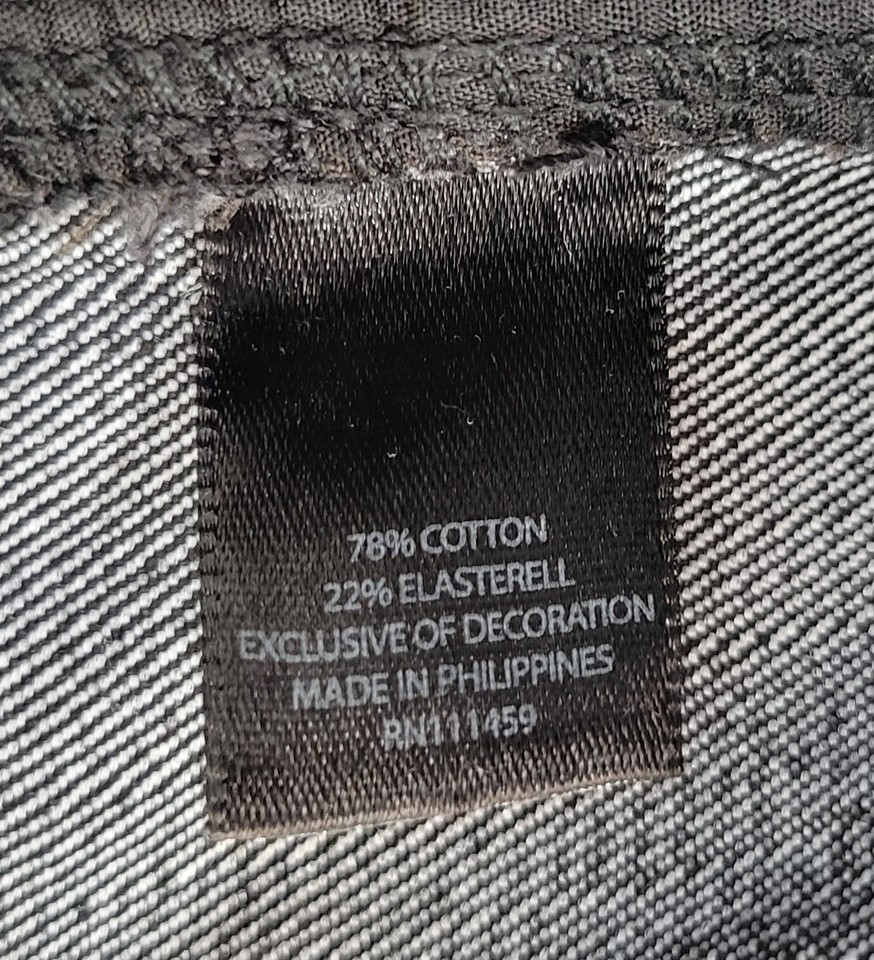 78% COTTON
22% ELASTERELL
EXCLUSIVE OF DECORATION
MADE IN PHILIPPINES
RN111459